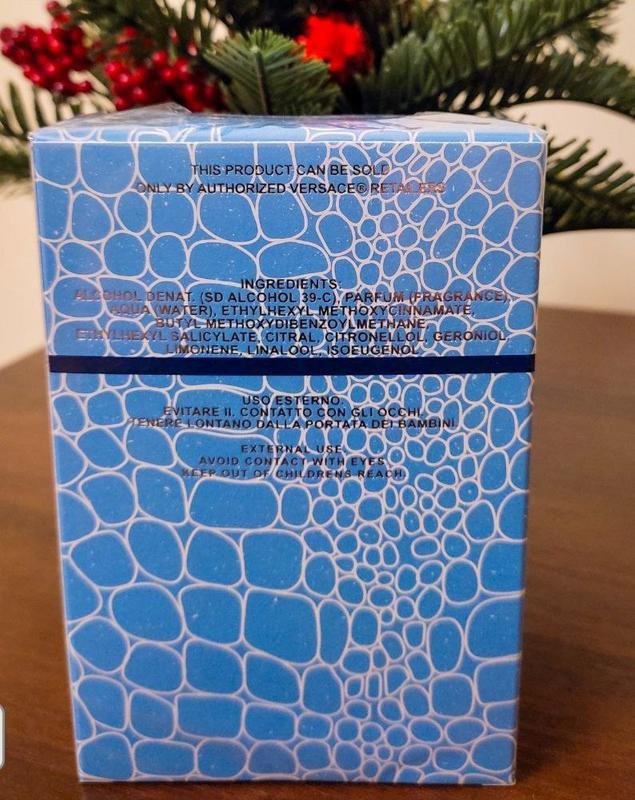 THIS PRODUCT CAN BE SOLD
ONLY BY AUTHORIZED VERSACE® RETAILERS
INGREDIENTS:
ALCOHOL DENAT. (SD ALCOHOL 39-C), PARFUM (FRAGRANCE),
AQUA (WATER), ETHYLHEXYL METHOXYCINNAMATE,
BUTYL METHOXYDIBENZOYLMETHANE,
ETHYLHEXYL SALICYLATE, CITRAL, CITRONELLOL, GERONIOL,
LIMONENE, LINALOOL, ISOEUGENOL
USO ESTERNO.
EVITARE IL CONTATTO CON GLI OCCHI.
TENERE LONTANO DALLA PORTATA DEI BAMBINI.
EXTERNAL USE.
AVOID CONTACT WITH EYES
KEEP OUT OF CHILDRENS REACH.